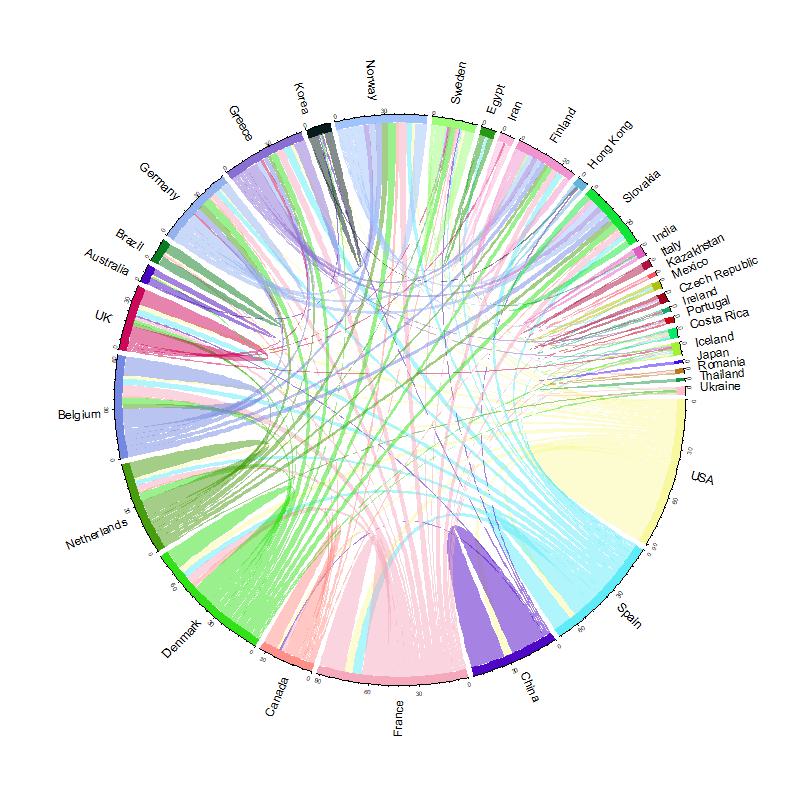 Norway
Sweden
Egypt
Iran
Finland
Hong Kong
Slovakia
India
Italy
Kazakhstan
Mexico
Czech Republic
Ireland
Portugal
Costa Rica
Iceland
Japan
Romania
Thailand
Ukraine
USA
Spain
China
France
Canada
Denmark
Netherlands
Belgium
UK
Australia
Brazil
Germany
Greece
Korea